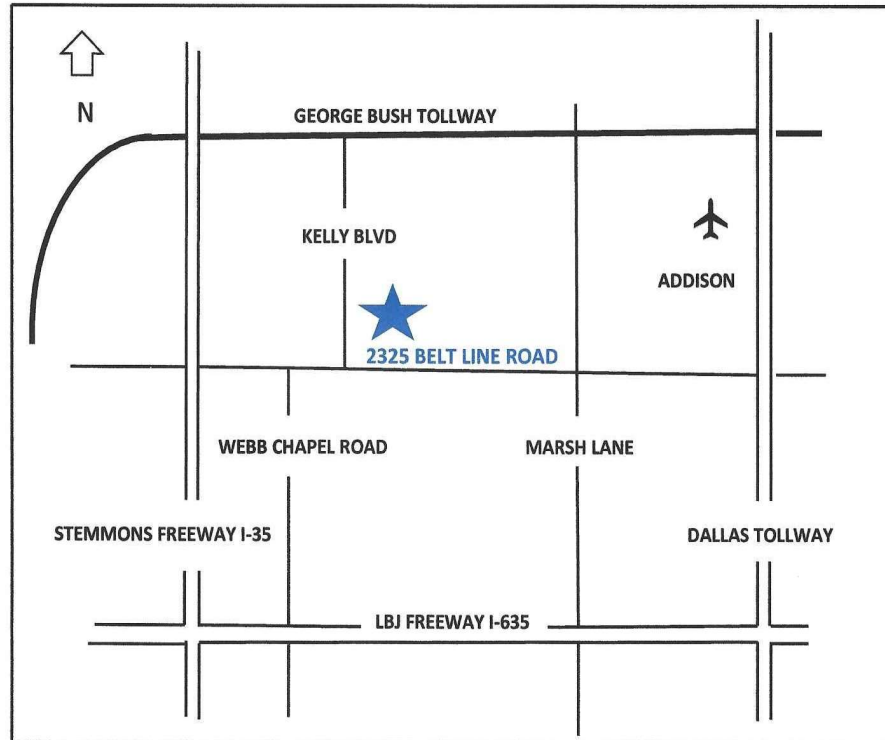 N
GEORGE BUSH TOLLWAY
KELLY BLVD
ADDISON
2325 BELT LINE ROAD
WEBB CHAPEL ROAD
MARSH LANE
STEMMONS FREEWAY I-35
DALLAS TOLLWAY
LBJ FREEWAY I-635